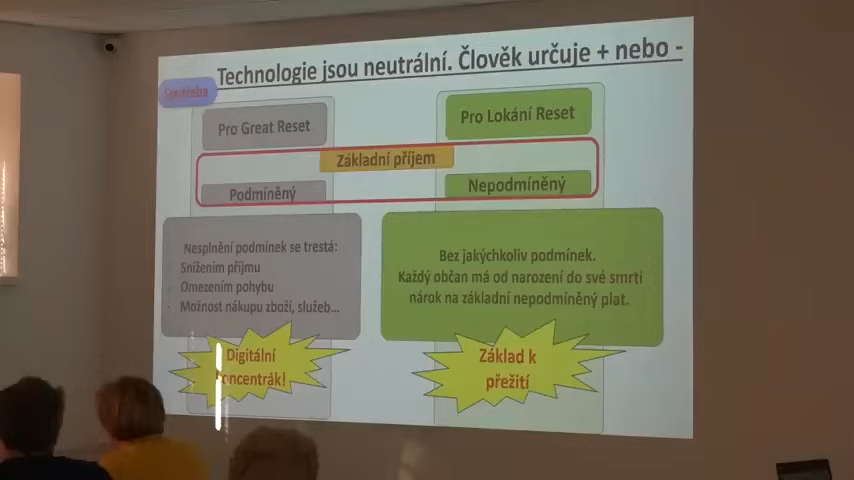 Technologie jsou neutrální. Člověk určuje + nebo -
Spotřeba
Pro Great Reset
Pro Lokání Reset
Základní příjem
Podmíněný
Nepodmíněný
Nesplnění podmínek se trestá:
Snížením příjmu
Omezením pohybu
Možnost nákupu zboží, služeb...
Bez jakýchkoliv podmínek.
Každý občan má od narození do své smrti
nárok na základní nepodmíněný plat.
Digitální
koncentrák!
Základ k
přežití